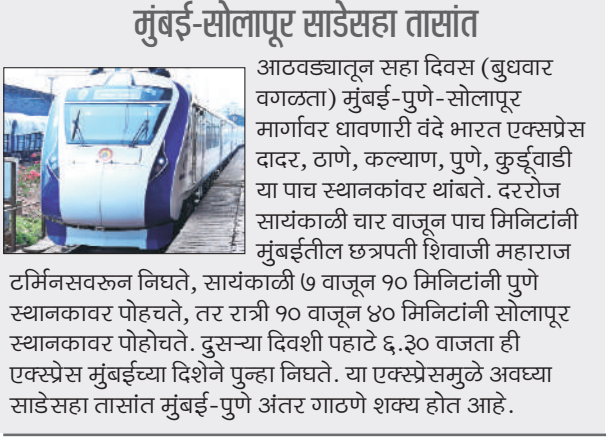 मुंबई-सोलापूर साडेसहा तासांत
आठवड्यातून सहा दिवस (बुधवार
वगळता) मुंबई-पुणे-सोलापूर
मार्गावर धावणारी वंदे भारत एक्सप्रेस
दादर, ठाणे, कल्याण, पुणे, कुर्डूवाडी
या पाच स्थानकांवर थांबते. दररोज
सायंकाळी चार वाजून पाच मिनिटांनी
मुंबईतील छत्रपती शिवाजी महाराज
टर्मिनसवरून निघते, सायंकाळी ७ वाजून १० मिनिटांनी पुणे
स्थानकावर पोहचते, तर रात्री १० वाजून ४० मिनिटांनी सोलापूर
स्थानकावर पोहोचते. दुसऱ्या दिवशी पहाटे ६.३० वाजता ही
एक्स्प्रेस मुंबईच्या दिशेने पुन्हा निघते. या एक्स्प्रेसमुळे अवघ्या
साडेसहा तासांत मुंबई-पुणे अंतर गाठणे शक्य होत आहे.